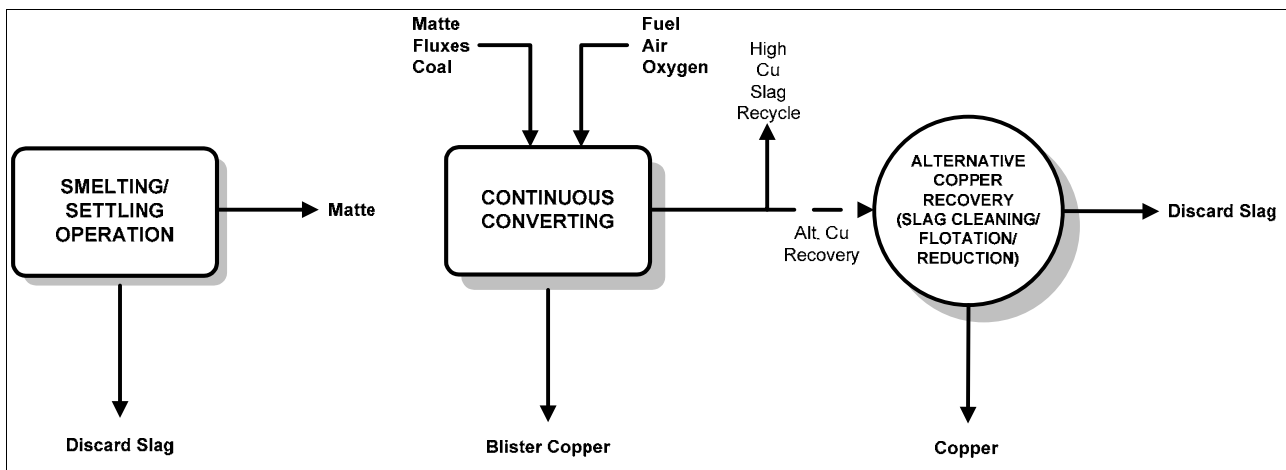 SMELTING/
SETTLING
OPERATION
Matte
Discard Slag
Matte
Fluxes
Coal
Fuel
Air
Oxygen
CONTINUOUS
CONVERTING
Blister Copper
High
Cu
Slag
Recycle
Alt. Cu
Recovery
ALTERNATIVE
COPPER
RECOVERY
(SLAG CLEANING/
FLOTATION/
REDUCTION)
Discard Slag
Copper